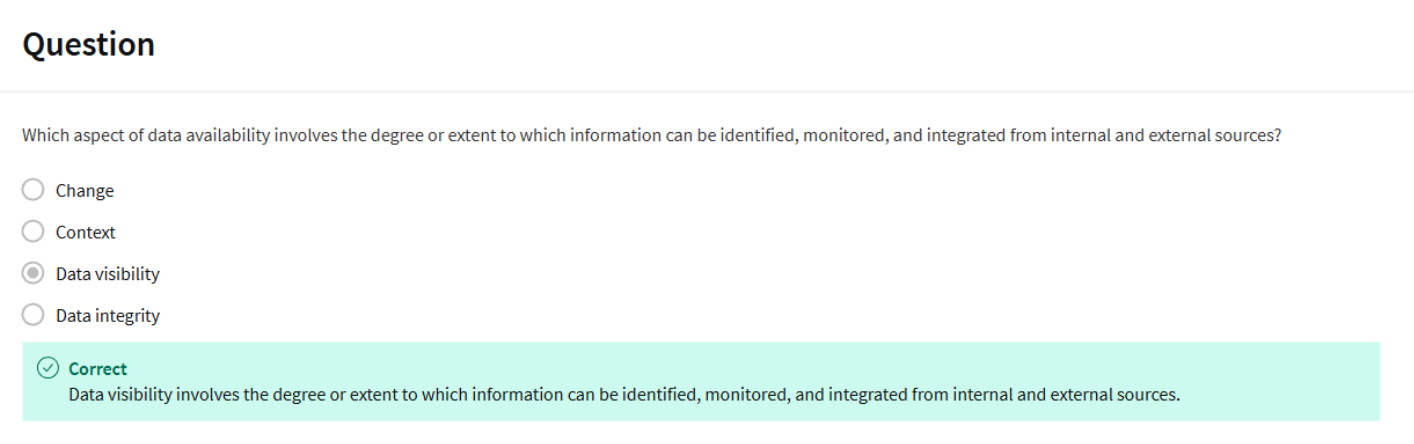 Question
Which aspect of data availability involves the degree or extent to which information can be identified, monitored, and integrated from internal and external sources?
Change
Context
Data visibility
Data integrity
Correct
Data visibility involves the degree or extent to which information can be identified, monitored, and integrated from internal and external sources.